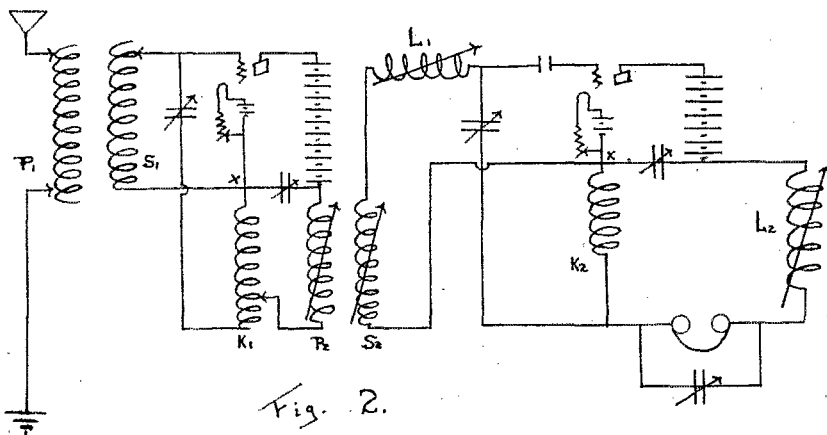 L₁
P₁
S₁
x
x
x
K₁
P₂
S₂
K₂
L₂
Fig. 2.